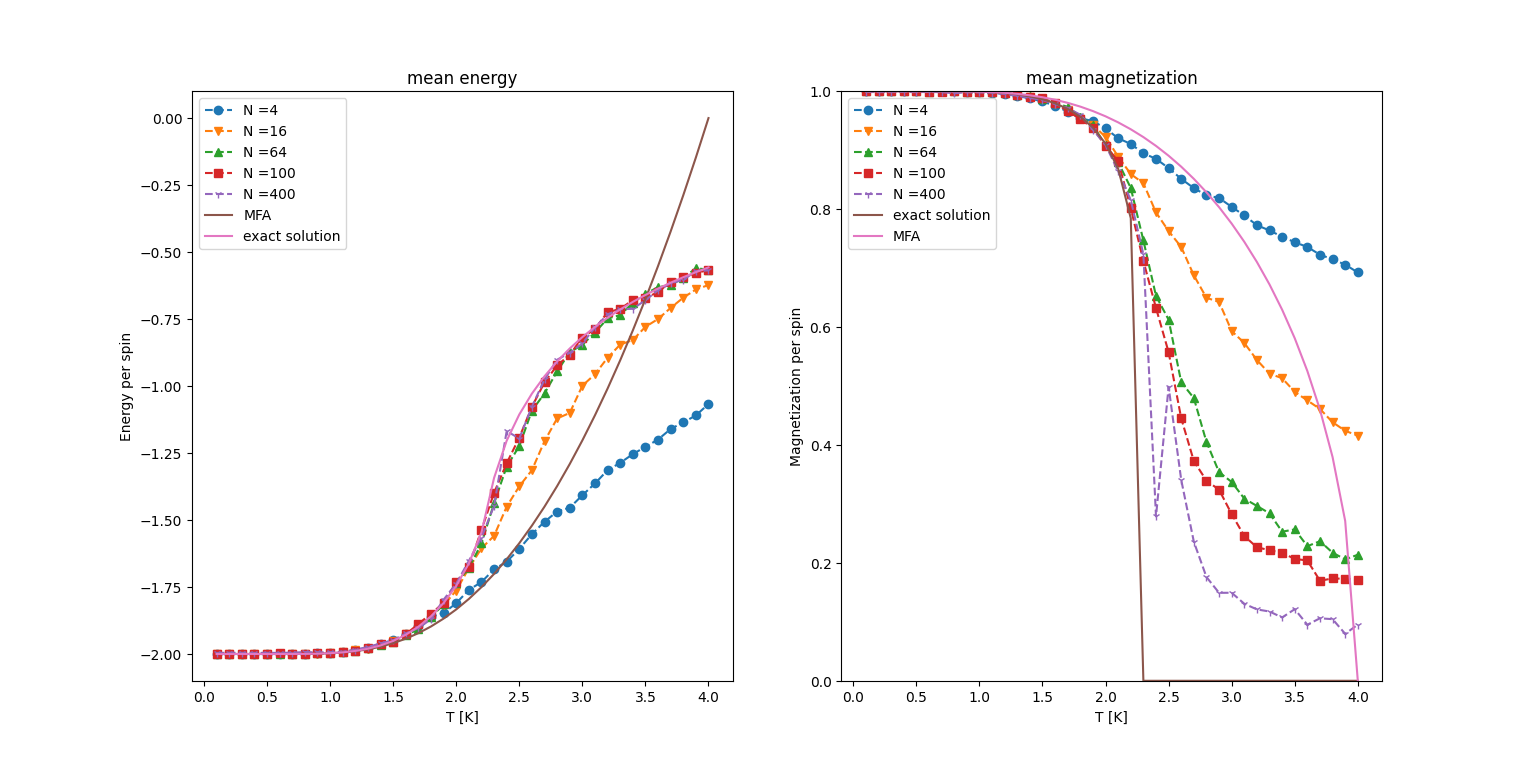 mean energy
N =4
N =16
N =64
N =100
N =400
MFA
exact solution
0.00
−0.25
−0.50
−0.75
−1.00
−1.25
−1.50
−1.75
−2.00
Energy per spin
0.0
0.5
1.0
1.5
2.0
2.5
3.0
3.5
4.0
T [K]
mean magnetization
N =4
N =16
N =64
N =100
N =400
exact solution
MFA
1.0
0.8
0.6
0.4
0.2
0.0
Magnetization per spin
0.0
0.5
1.0
1.5
2.0
2.5
3.0
3.5
4.0
T [K]